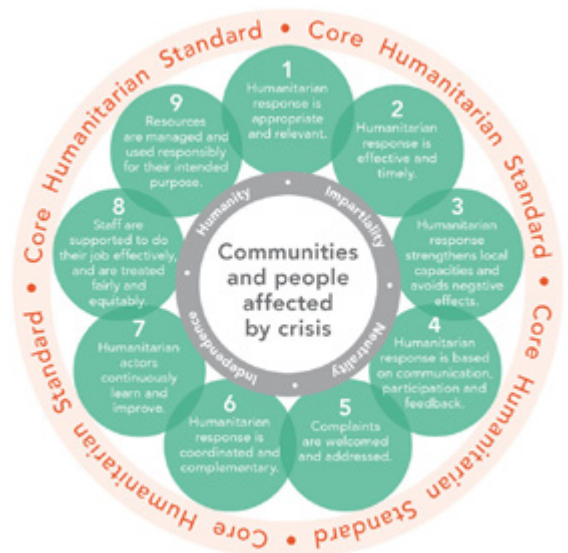 Core Humanitarian Standard • Core Humanitarian Standard • Core Humanitarian Standard • Core Humanitarian Standard •
1
Humanitarian
response is
appropriate
and relevant.
2
Humanitarian
response is
effective and
timely.
3
Humanitarian
response
strengthens local
capacities and
avoids negative
effects.
4
Humanitarian
response is based
on communication,
participation and
feedback.
5
Complaints
are welcomed
and addressed.
6
Humanitarian
response is
coordinated and
complementary.
7
Humanitarian
actors
continuously
learn and
improve.
8
Staff are
supported to do
their job effectively,
and are treated
fairly and
equitably.
9
Resources
are managed and
used responsibly
for their intended
purpose.
Humanity • Impartiality • Neutrality • Independence •
Communities
and people
affected
by crisis